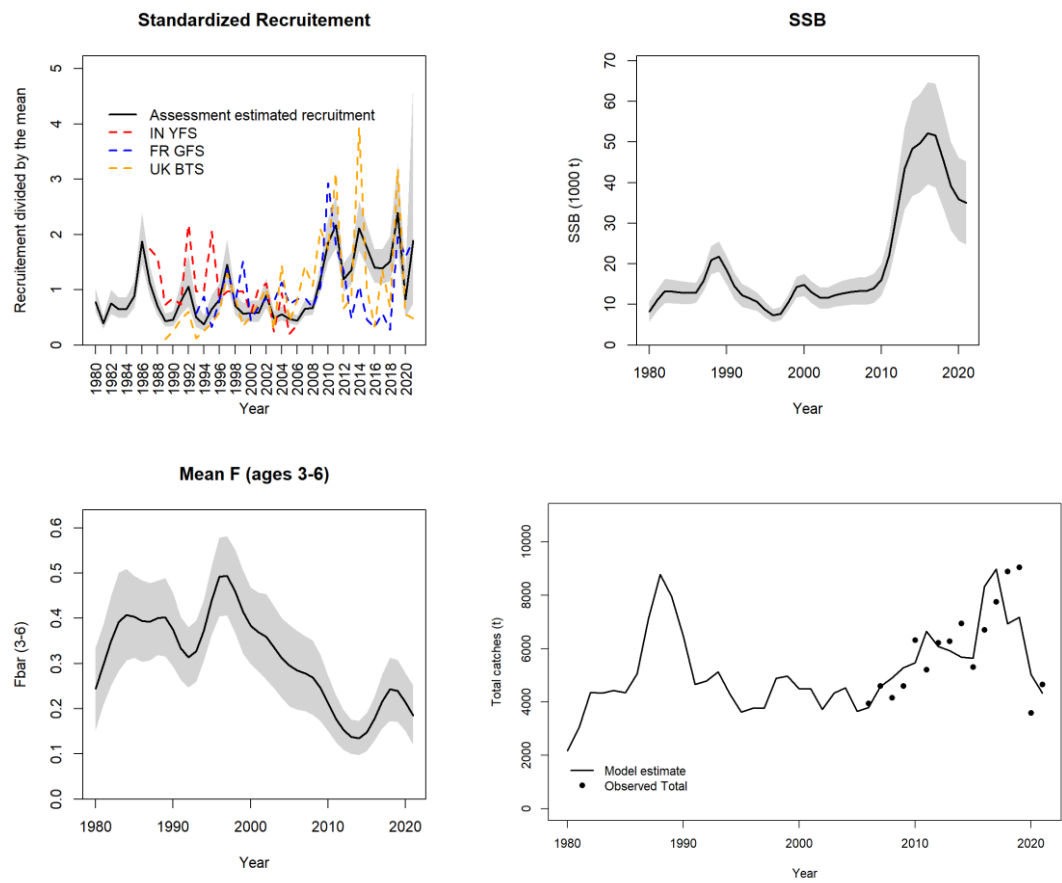 Standardized Recruitement
Recruitement divided by the mean
5
4
3
2
1
0
Assessment estimated recruitment
IN YFS
FR GFS
UK BTS
1980
1982
1984
1986
1988
1990
1992
1994
1996
1998
2000
2002
2004
2006
2008
2010
2012
2014
2016
2018
2020
Year
SSB
SSB (1000 t)
70
60
50
40
30
20
10
0
1980 1990 2000 2010 2020
Year
Mean F (ages 3-6)
Fbar (3-6)
0.6
0.5
0.4
0.3
0.2
0.1
0.0
1980 1990 2000 2010 2020
Year
Total catches (t)
10000
8000
6000
4000
2000
0
Model estimate
Observed Total
1980 1990 2000 2010 2020
Year